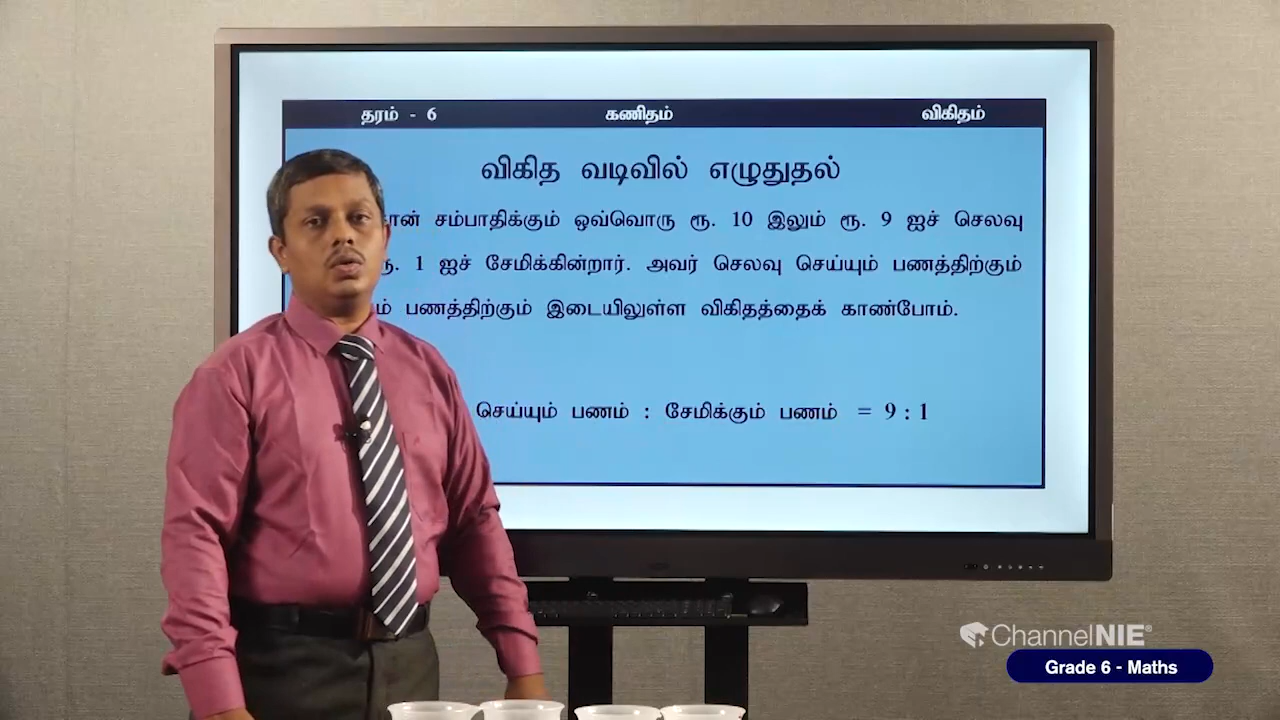 தரம் - 6 கணிதம் விகிதம்
விகித வடிவில் எழுதுதல்
சம்பாதிக்கும் ஒவ்வொரு ரூ. 10 இலும் ரூ. 9 ஐச் செலவு
1 ஐச் சேமிக்கின்றார். அவர் செலவு செய்யும் பணத்திற்கும்
பணத்திற்கும் இடையிலுள்ள விகிதத்தைக் காண்போம்.
செய்யும் பணம் : சேமிக்கும் பணம் = 9 : 1
ChannelNIE®
Grade 6 - Maths